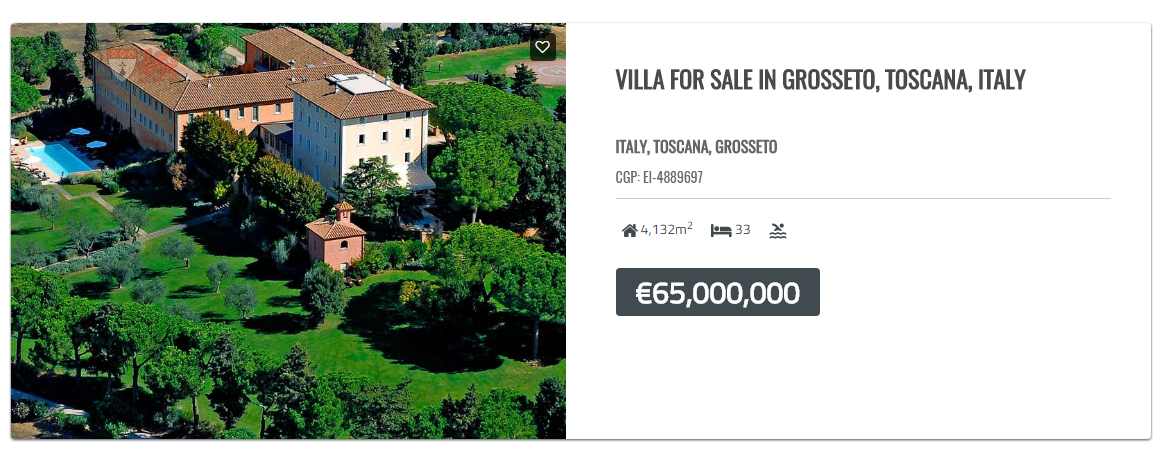 VILLA FOR SALE IN GROSSETO, TOSCANA, ITALY
ITALY, TOSCANA, GROSSETO
CGP: EI-4889697
4,132m² 33
€65,000,000